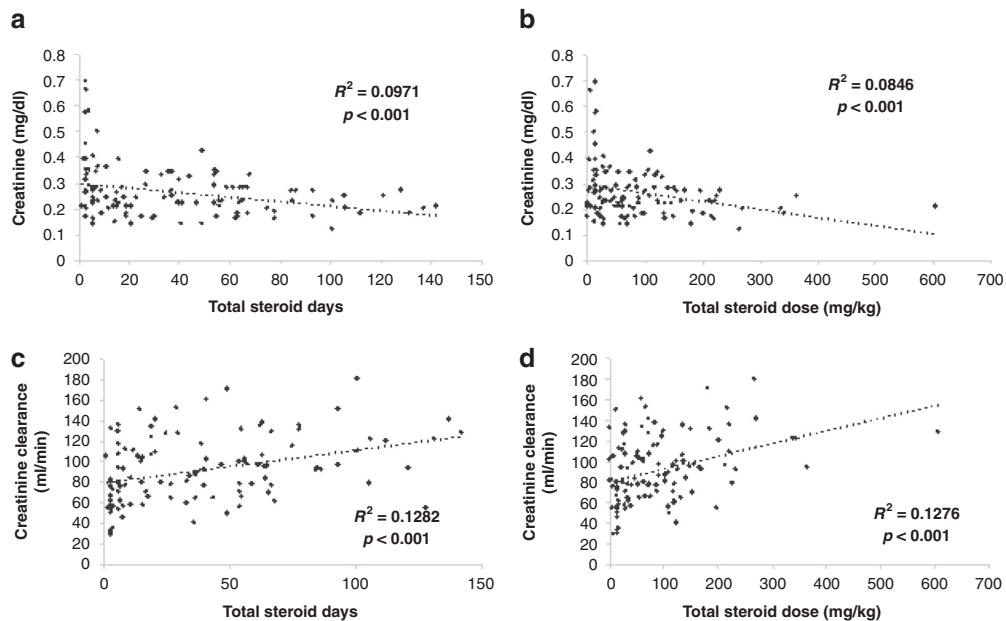 a
Creatinine (mg/dl)
0.8
0.7
0.6
0.5
0.4
0.3
0.2
0.1
0
R² = 0.0971
p < 0.001
0 20 40 60 80 100 120 140 150
Total steroid days
b
Creatinine (mg/dl)
0.8
0.7
0.6
0.5
0.4
0.3
0.2
0.1
0
R² = 0.0846
p < 0.001
0 100 200 300 400 500 600 700
Total steroid dose (mg/kg)
c
Creatinine clearance
(ml/min)
200
180
160
140
120
100
80
60
40
20
0
R² = 0.1282
p < 0.001
0 50 100 150
Total steroid days
d
Creatinine clearance
(ml/min)
200
180
160
140
120
100
80
60
40
20
0
R² = 0.1276
p < 0.001
0 100 200 300 400 500 600 700
Total steroid dose (mg/kg)